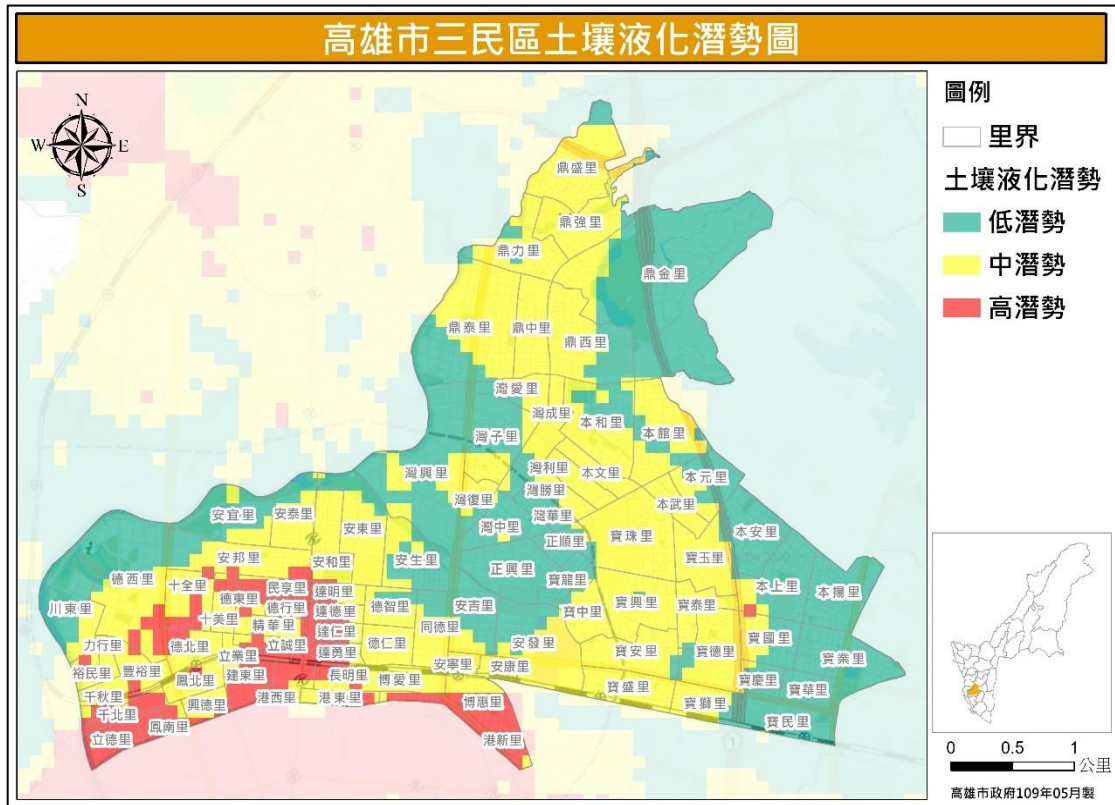 高雄市三民區土壤液化潛勢圖
N
W E
S
圖例
里界
土壤液化潛勢
低潛勢
中潛勢
高潛勢
鼎盛里
鼎強里
鼎力里
鼎金里
鼎泰里
鼎中里
鼎西里
灣愛里
灣成里
本和里
本館里
灣子里
灣興里
灣利里
本文里
本元里
灣復里
灣勝里
本武里
安宜里
安泰里
安東里
灣中里
灣華里
寶珠里
本安里
正順里
安邦里
安和里
安生里
正興里
寶龍里
寶玉里
德西里
十全里
民享里
達明里
本上里
本揚里
川東里
德東里
德行里
達德里
德智里
安吉里
寶中里
寶興里
寶泰里
十美里
精華里
達仁里
同德里
力行里
德北里
立誠里
達勇里
德仁里
安發里
寶安里
寶德里
寶國里
寶業里
立業里
裕民里
豐裕里
鳳北里
建東里
長明里
博愛里
安寧里
安康里
寶慶里
寶華里
千秋里
興德里
港西里
港東里
博惠里
寶盛里
寶獅里
千北里
鳳南里
寶民里
立德里
港新里
0 0.5 1
公里
高雄市政府109年05月製